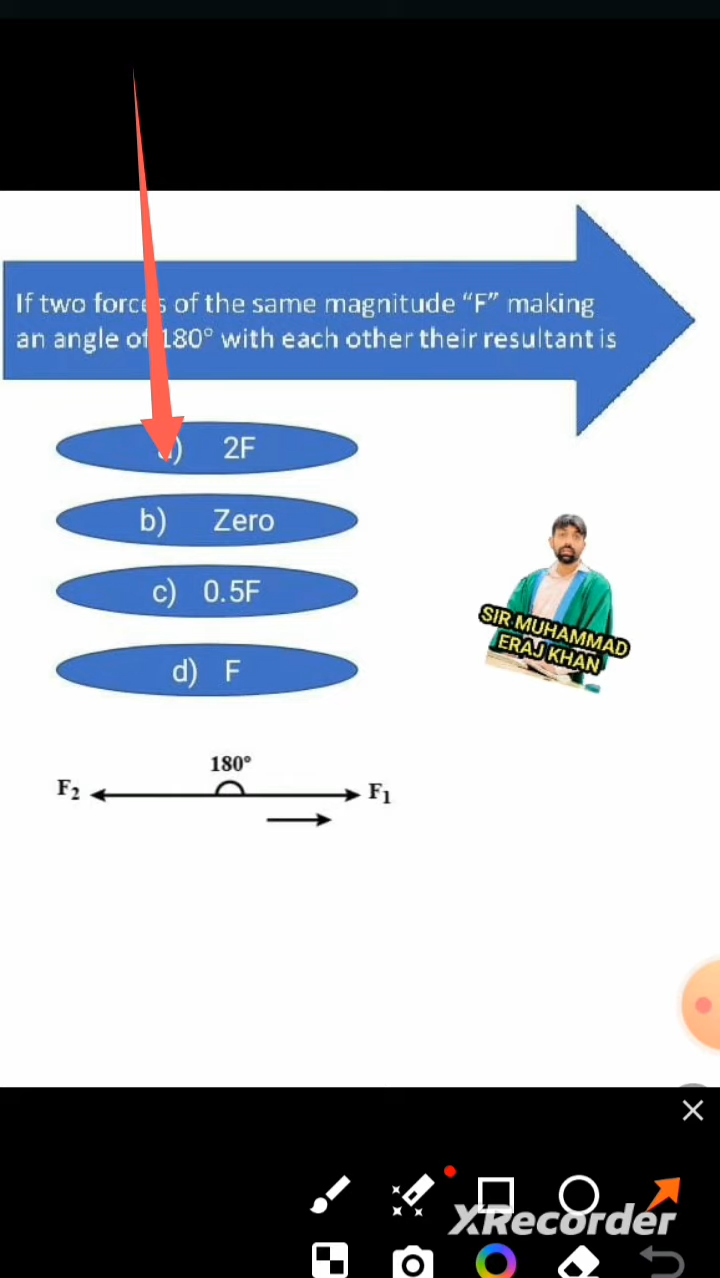 If two forces of the same magnitude “F” making
an angle of 180° with each other their resultant is
2F
b) Zero
c) 0.5F
d) F
SIR MUHAMMAD
ERAJ KHAN
180°
F₂ F₁
XRecorder